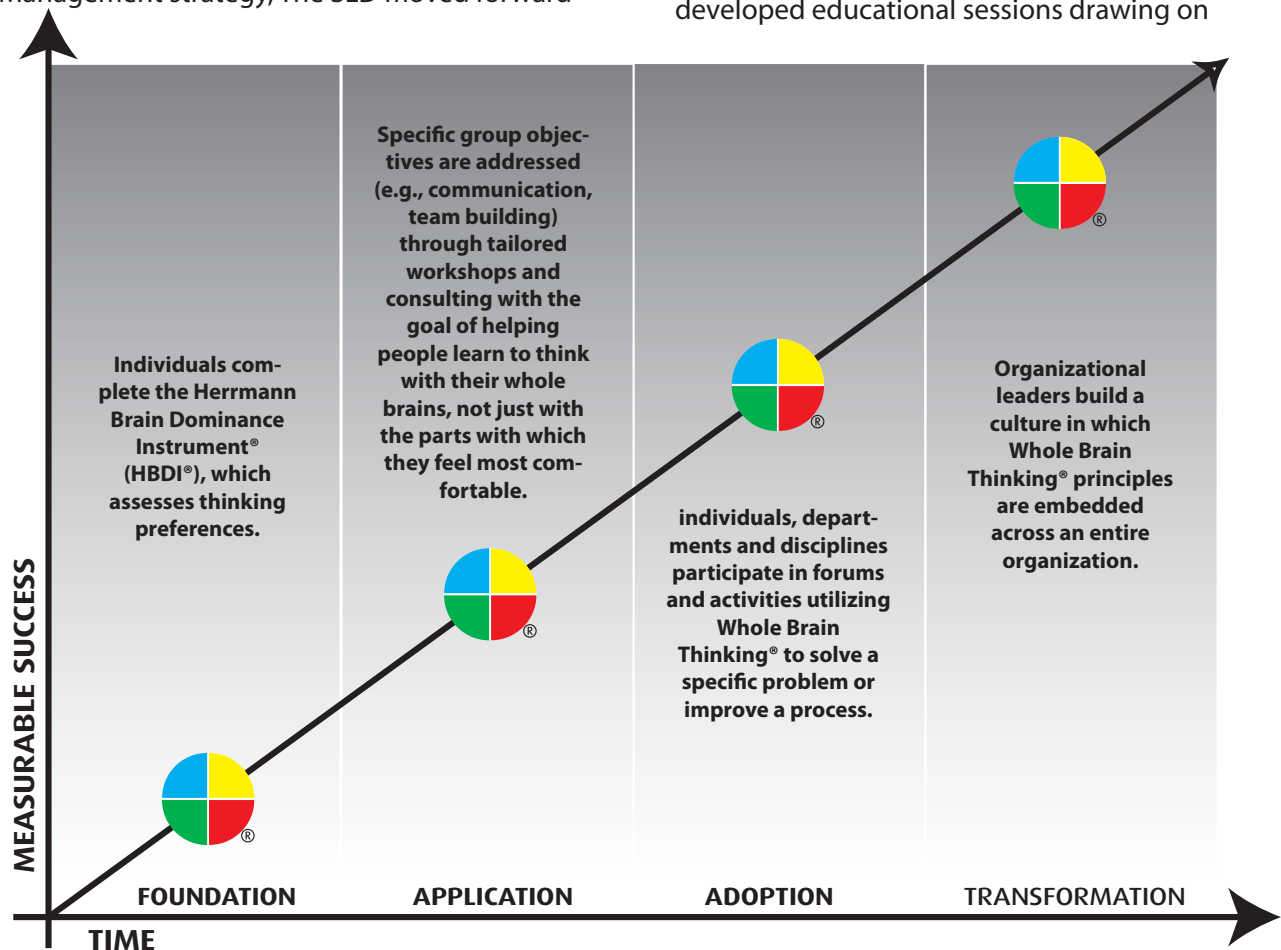 management strategy, The SLD moved forward
developed educational sessions drawing on
MEASURABLE SUCCESS
Individuals com-
plete the Herrmann
Brain Dominance
Instrument®
(HBDI®), which
assesses thinking
preferences.
Specific group objec-
tives are addressed
(e.g., communication,
team building)
through tailored
workshops and
consulting with the
goal of helping
people learn to think
with their whole
brains, not just with
the parts with which
they feel most com-
fortable.
individuals, depart-
ments and disciplines
participate in forums
and activities utilizing
Whole Brain
Thinking® to solve a
specific problem or
improve a process.
Organizational
leaders build a
culture in which
Whole Brain
Thinking® principles
are embedded
across an entire
organization.
®
®
®
®
FOUNDATION
APPLICATION
ADOPTION
TRANSFORMATION
TIME